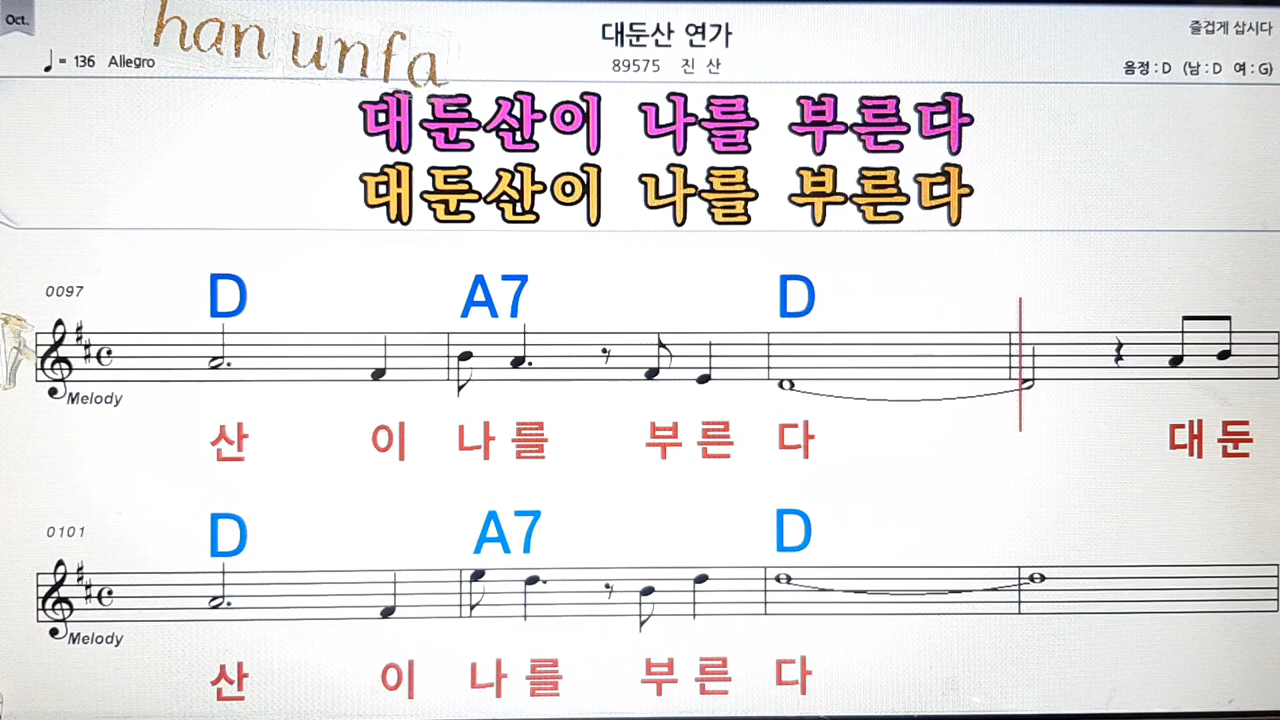 Oct.
han unfa
대둔산 연가
즐겁게 삽시다
♩= 136 Allegro
89575 진 산
음정 : D (남 : D 여 : G)
대둔산이 나를 부른다
대둔산이 나를 부른다
0097
D A7 D
Melody
산 이 나 를 부 른 다 대 둔
0101
D A7 D
Melody
산 이 나 를 부 른 다